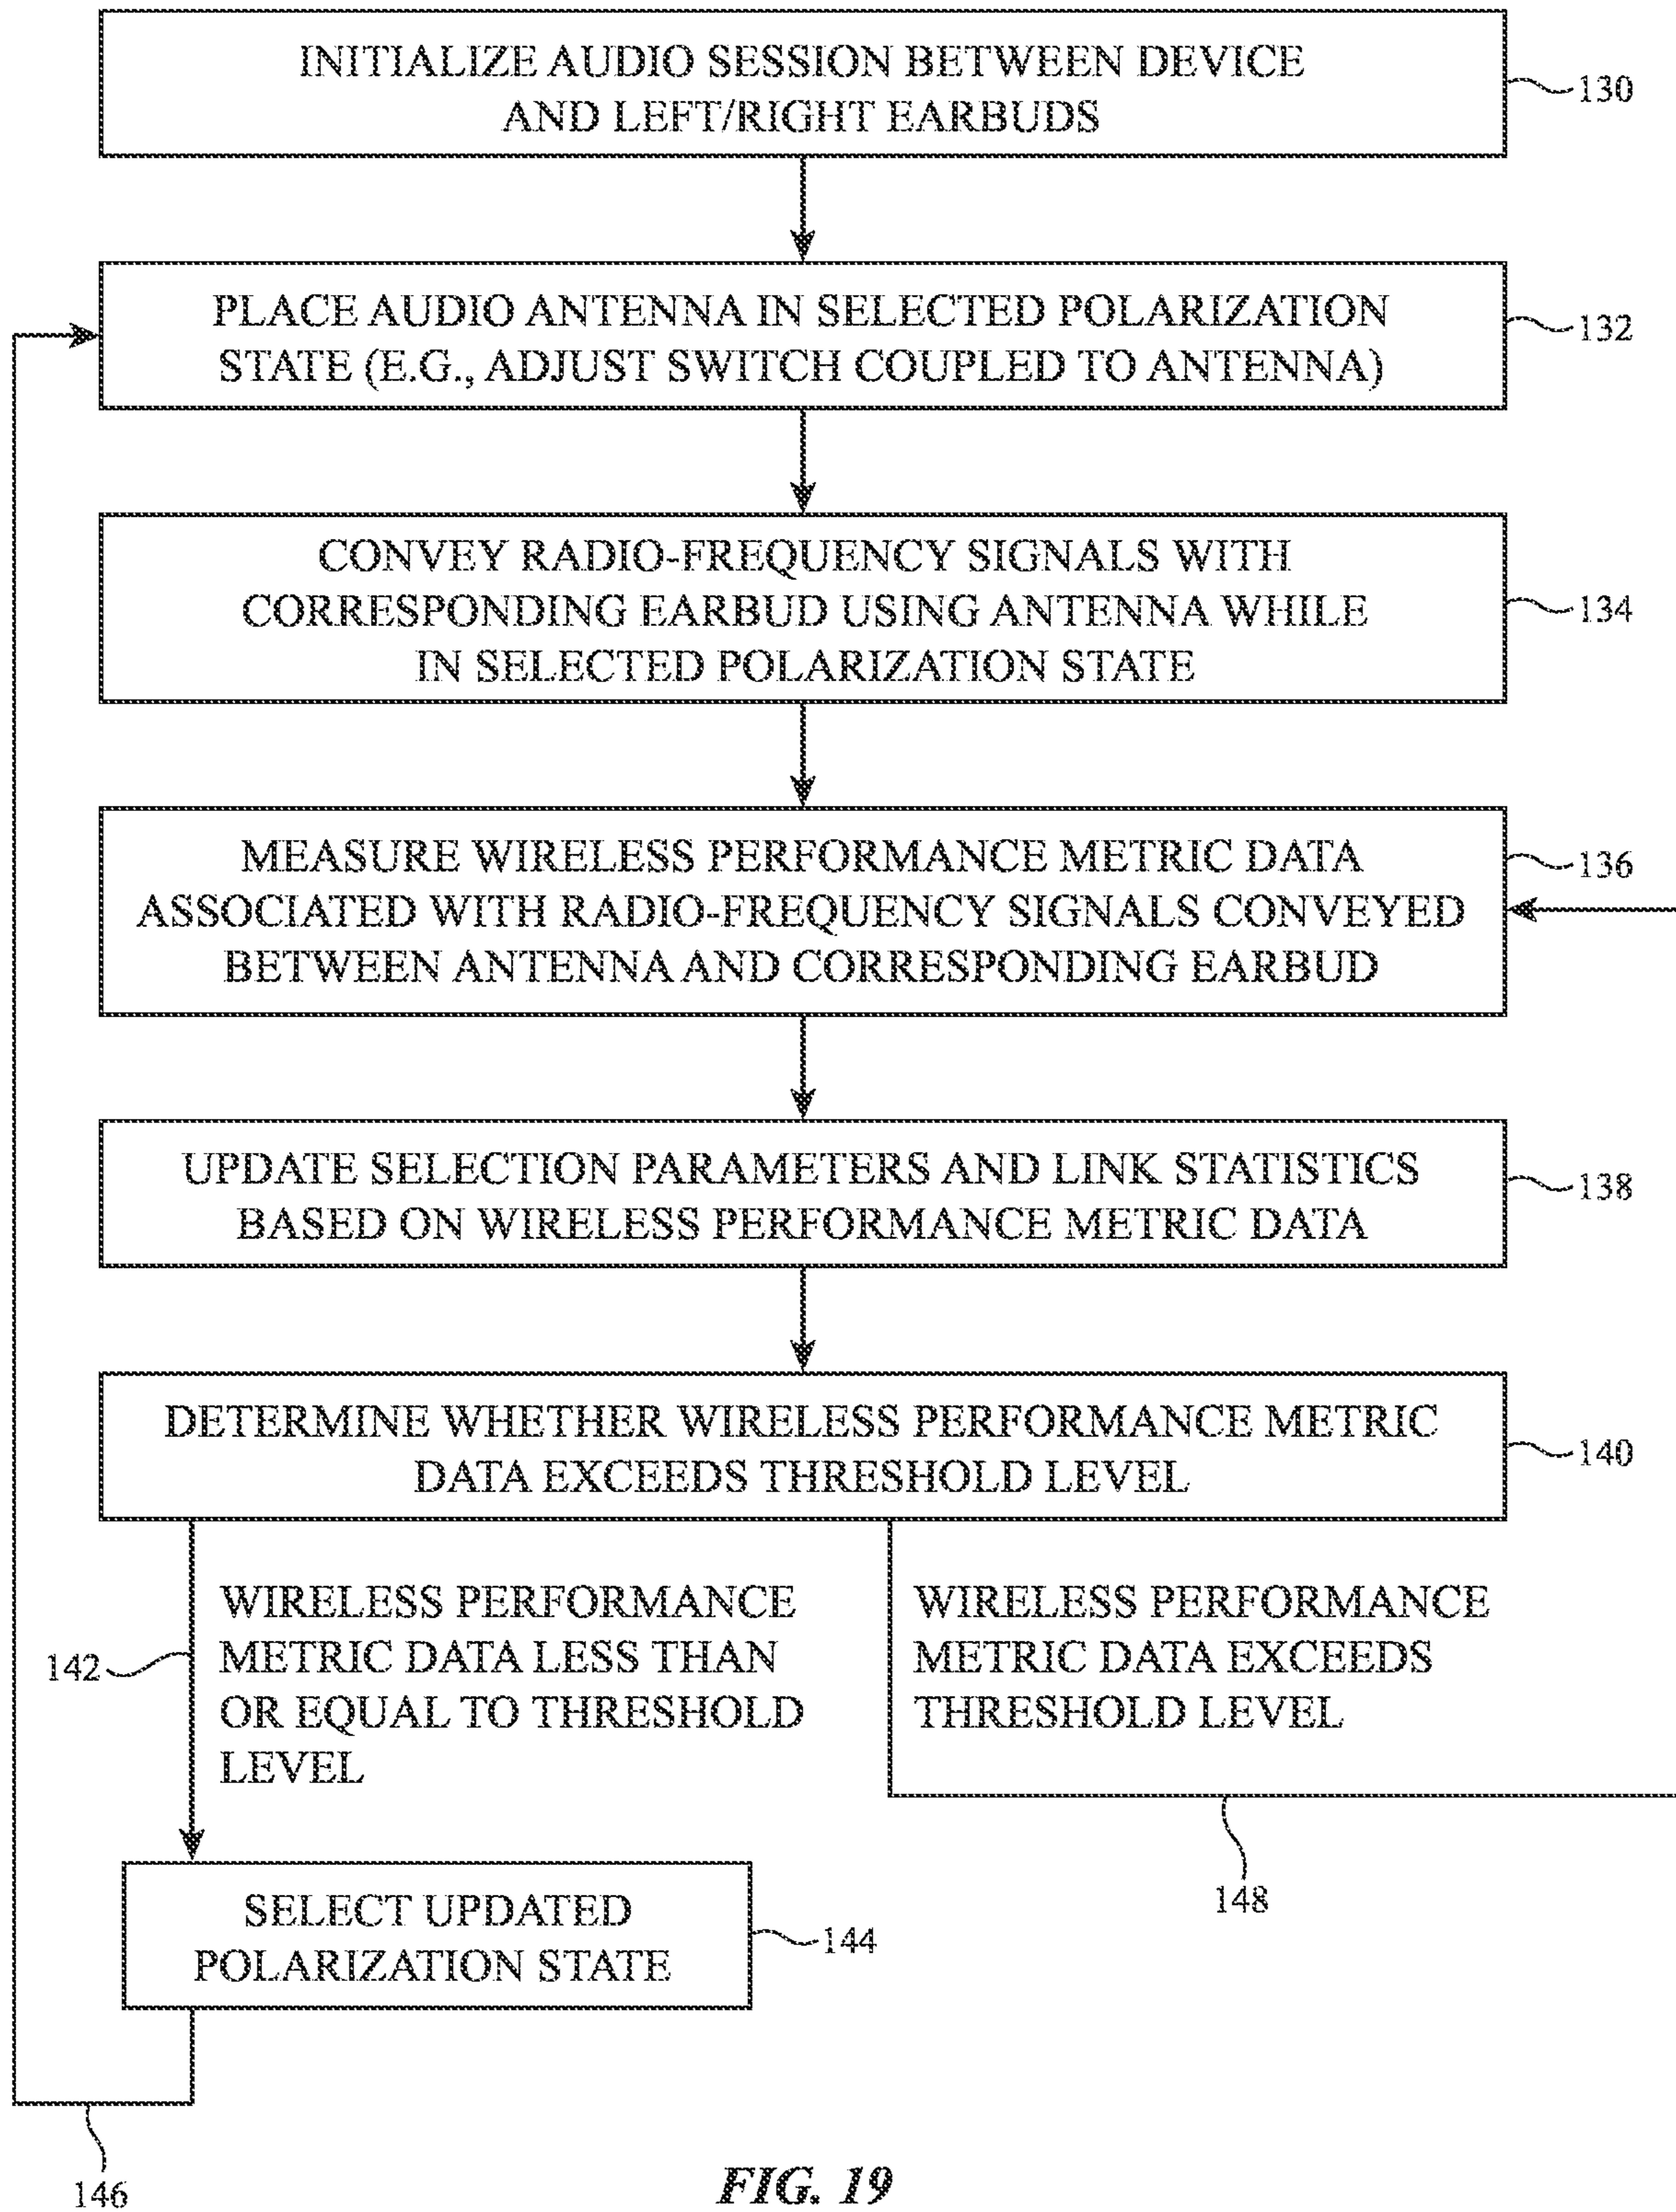 INITIALIZE AUDIO SESSION BETWEEN DEVICE
AND LEFT/RIGHT EARBUDS
130
PLACE AUDIO ANTENNA IN SELECTED POLARIZATION
STATE (E.G., ADJUST SWITCH COUPLED TO ANTENNA)
132
CONVEY RADIO-FREQUENCY SIGNALS WITH
CORRESPONDING EARBUD USING ANTENNA WHILE
IN SELECTED POLARIZATION STATE
134
MEASURE WIRELESS PERFORMANCE METRIC DATA
ASSOCIATED WITH RADIO-FREQUENCY SIGNALS CONVEYED
BETWEEN ANTENNA AND CORRESPONDING EARBUD
136
UPDATE SELECTION PARAMETERS AND LINK STATISTICS
BASED ON WIRELESS PERFORMANCE METRIC DATA
138
DETERMINE WHETHER WIRELESS PERFORMANCE METRIC
DATA EXCEEDS THRESHOLD LEVEL
140
142
WIRELESS PERFORMANCE
METRIC DATA LESS THAN
OR EQUAL TO THRESHOLD
LEVEL
WIRELESS PERFORMANCE
METRIC DATA EXCEEDS
THRESHOLD LEVEL
148
SELECT UPDATED
POLARIZATION STATE
144
146
FIG. 19